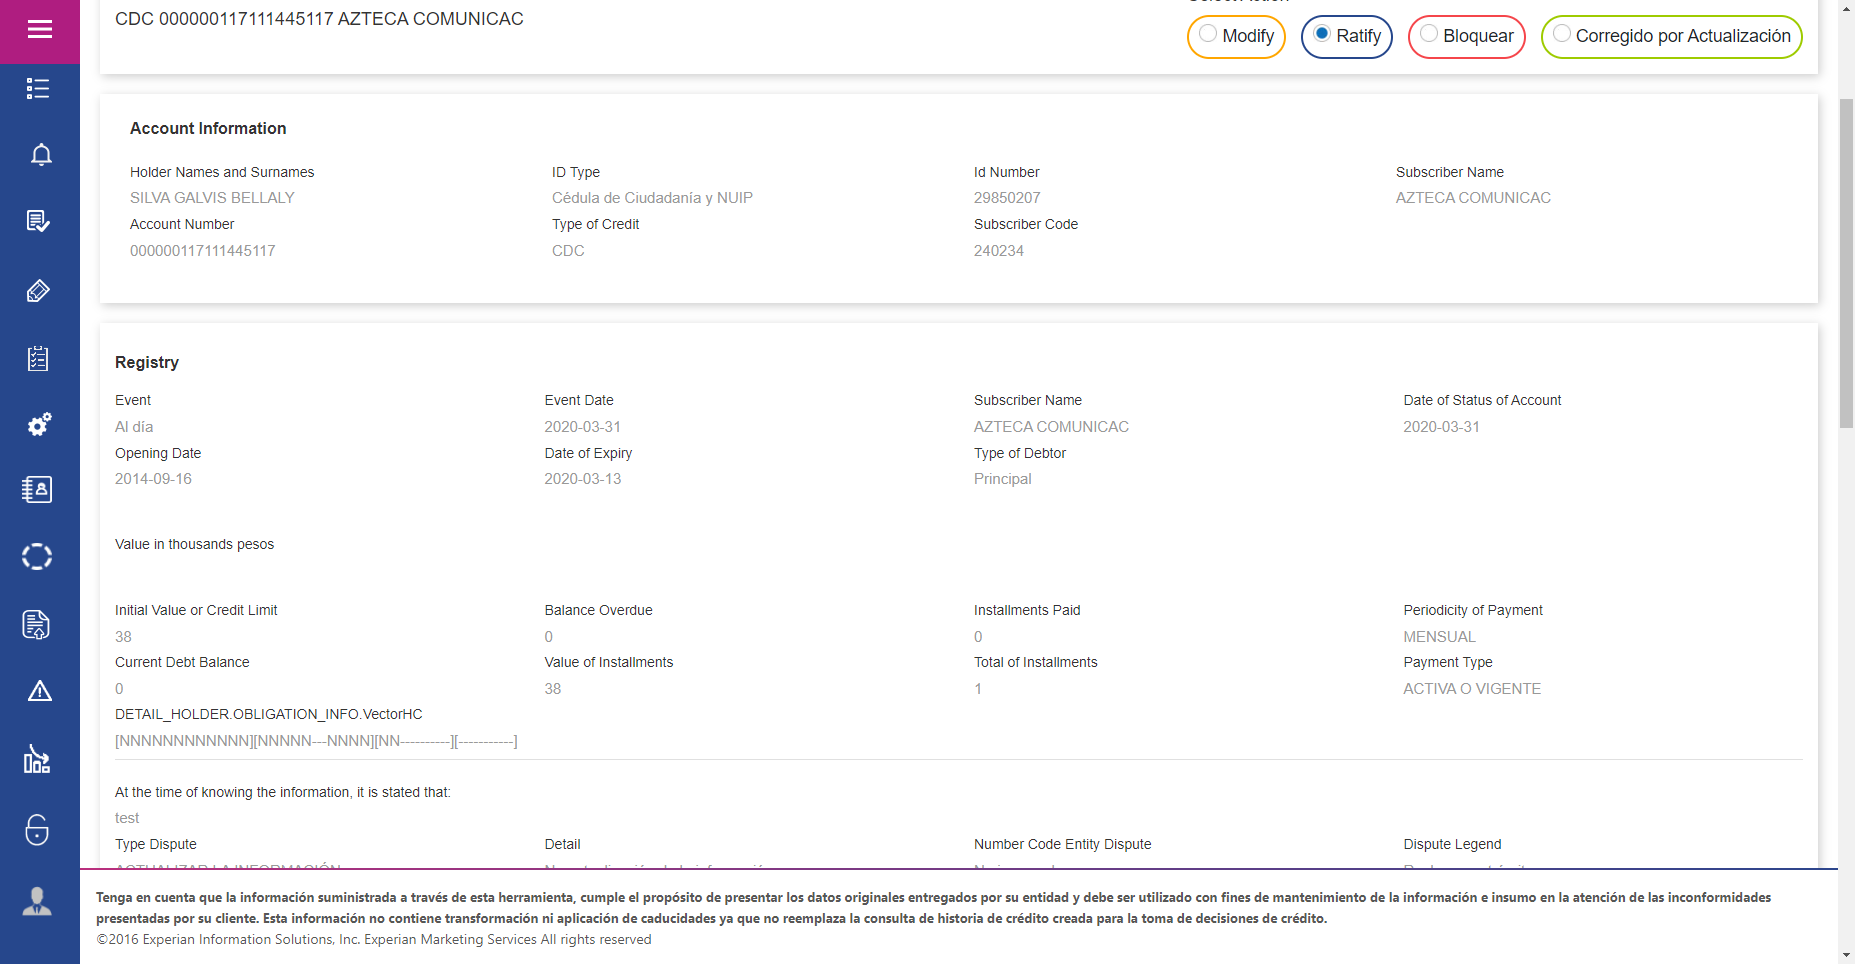 CDC 000000117111445117 AZTECA COMUNICAC
Modify Ratify Bloquear Corregido por Actualización
Account Information
Holder Names and Surnames ID Type Id Number Subscriber Name
SILVA GALVIS BELLALY Cédula de Ciudadanía y NUIP 29850207 AZTECA COMUNICAC
Account Number Type of Credit Subscriber Code
000000117111445117 CDC 240234
Registry
Event Event Date Subscriber Name Date of Status of Account
Al día 2020-03-31 AZTECA COMUNICAC 2020-03-31
Opening Date Date of Expiry Type of Debtor
2014-09-16 2020-03-13 Principal
Value in thousands pesos
Initial Value or Credit Limit Balance Overdue Installments Paid Periodicity of Payment
38 0 0 MENSUAL
Current Debt Balance Value of Installments Total of Installments Payment Type
0 38 1 ACTIVA O VIGENTE
DETAIL_HOLDER.OBLIGATION_INFO.VectorHC
[NNNNNNNNNNNN][NNNNN---NNNN][NN----------][-----------]
At the time of knowing the information, it is stated that:
test
Type Dispute Detail Number Code Entity Dispute Dispute Legend
ACTUALIZAR LA INFORMACIÓN
Tenga en cuenta que la información suministrada a través de esta herramienta, cumple el propósito de presentar los datos originales entregados por su entidad y debe ser utilizado con fines de mantenimiento de la información e insumo en la atención de las inconformidades
presentadas por su cliente. Esta información no contiene transformación ni aplicación de caducidades ya que no reemplaza la consulta de historia de crédito creada para la toma de decisiones de crédito.
©2016 Experian Information Solutions, Inc. Experian Marketing Services All rights reserved